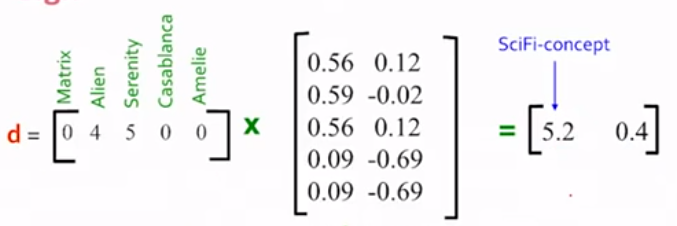 SciFi-concept
Matrix
Alien
Serenity
Casablanca
Amelie
d = [ 0 4 5 0 0 ] x
0.56 0.12
0.59 -0.02
0.56 0.12
0.09 -0.69
0.09 -0.69
= [ 5.2 0.4 ]